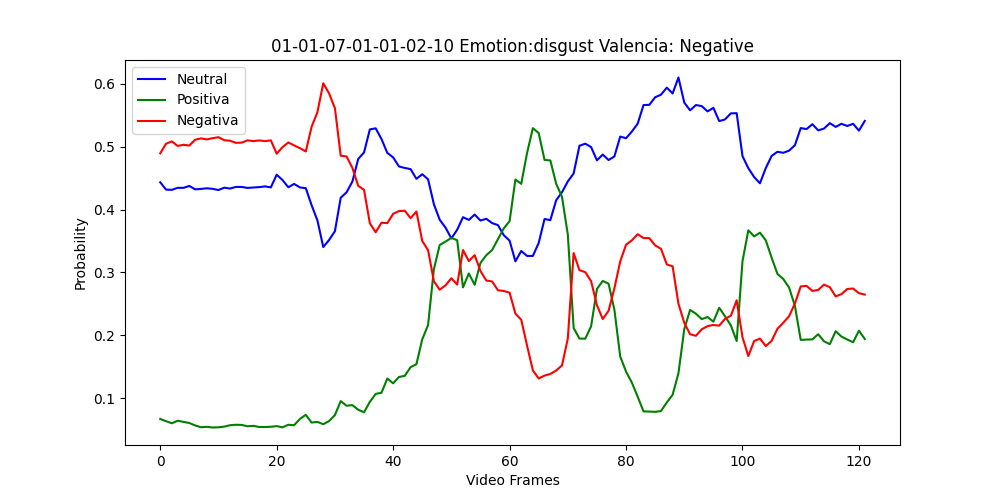 01-01-07-01-01-02-10 Emotion:disgust Valencia: Negative
Neutral
Positiva
Negativa
0.6
0.5
0.4
0.3
0.2
0.1
Probability
0 20 40 60 80 100 120
Video Frames